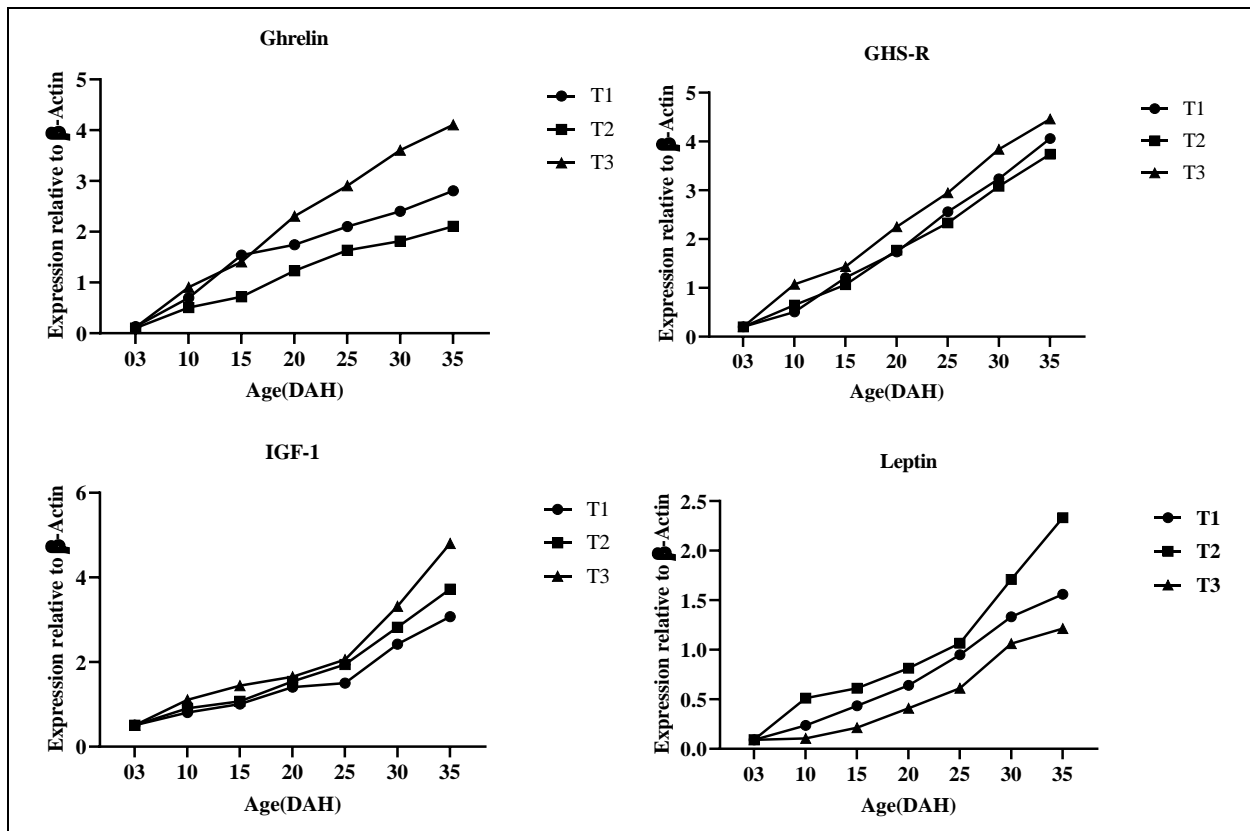 Ghrelin
Expression relative to β-Actin
5
4
3
2
1
0
03 10 15 20 25 30 35
Age(DAH)
T1
T2
T3
GHS-R
Expression relative to β-Actin
5
4
3
2
1
0
03 10 15 20 25 30 35
Age(DAH)
T1
T2
T3
IGF-1
Expression relative to β-Actin
6
4
2
0
03 10 15 20 25 30 35
Age(DAH)
T1
T2
T3
Leptin
Expression relative to β-Actin
2.5
2.0
1.5
1.0
0.5
0.0
03 10 15 20 25 30 35
Age(DAH)
T1
T2
T3